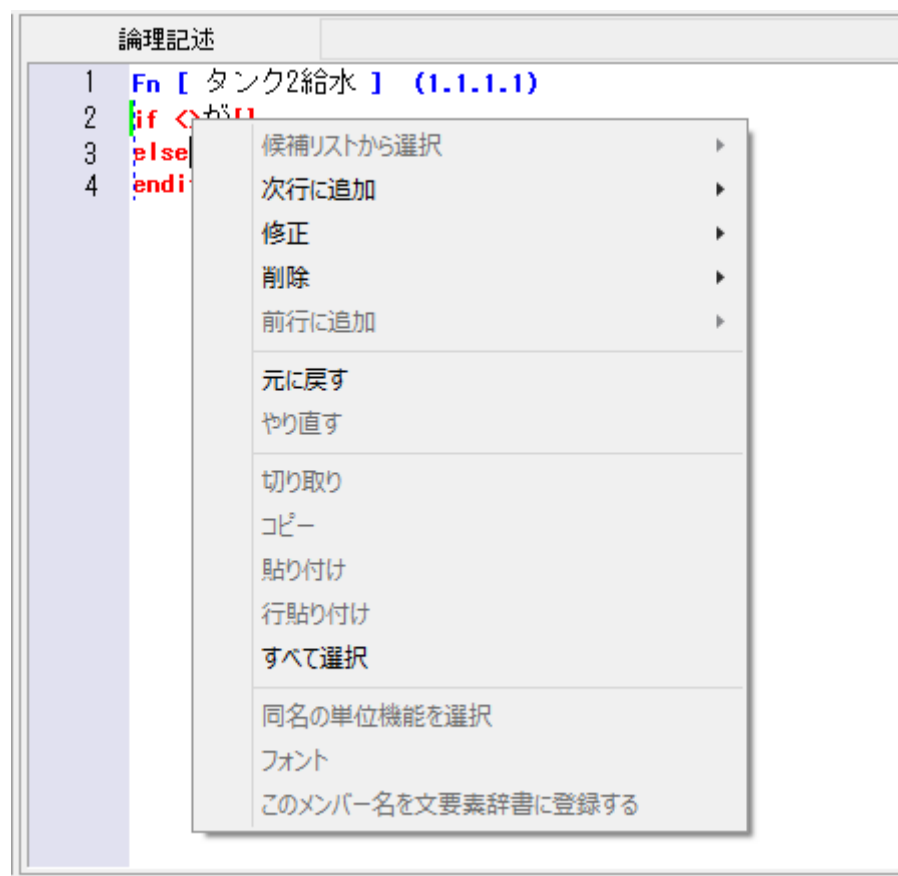 論理記述
1 Fn [ タンク2給水 ] (1.1.1.1)
2 if <>が[]
3 else
4 endif
候補リストから選択
次行に追加
修正
削除
前行に追加
元に戻す
やり直す
切り取り
コピー
貼り付け
行貼り付け
すべて選択
同名の単位機能を選択
フォント
このメンバー名を文要素辞書に登録する